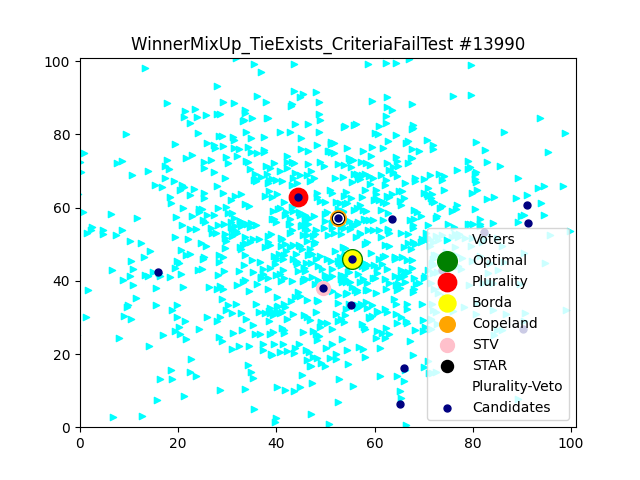 WinnerMixUp_TieExists_CriteriaFailTest #13990
100
80
60
40
20
0
0
20
40
60
80
100
Voters
Optimal
Plurality
Borda
Copeland
STV
STAR
Plurality-Veto
Candidates